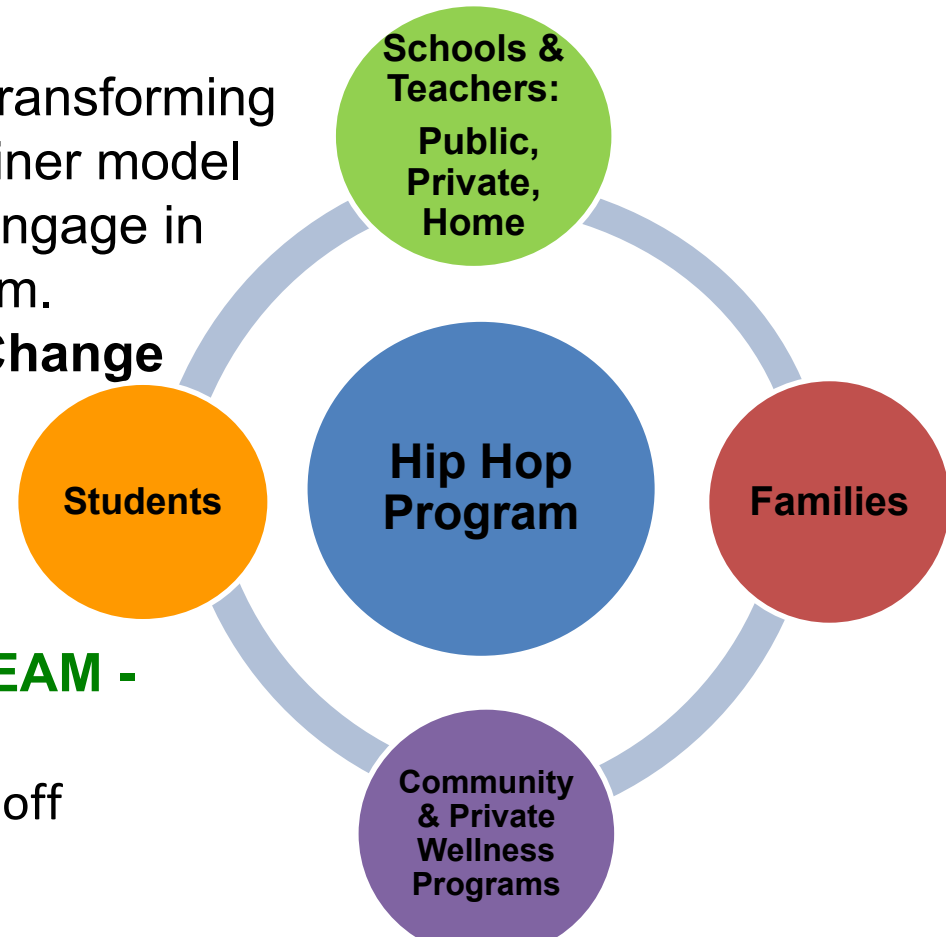 ransforming
iner model
ngage in
m.
Change
EAM -
off
Schools &
Teachers:
Public,
Private,
Home
Students
Hip Hop
Program
Families
Community
& Private
Wellness
Programs